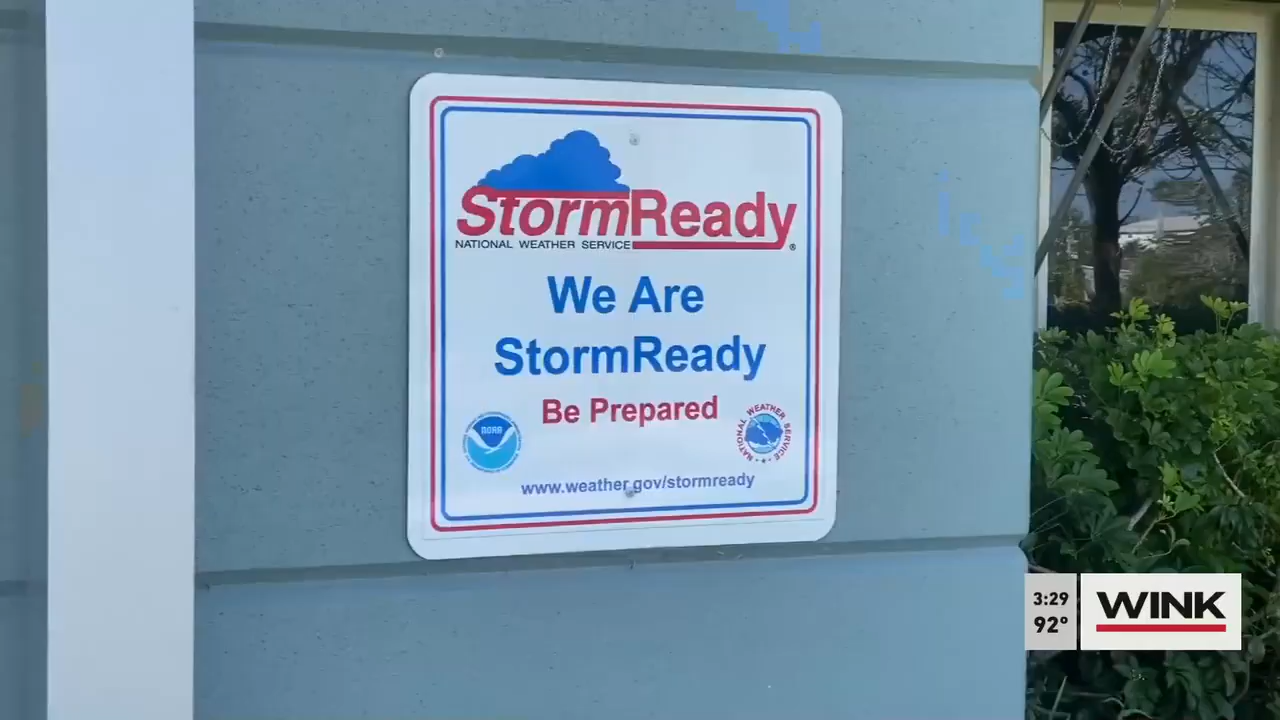 StormReady
NATIONAL WEATHER SERVICE
®
We Are
StormReady
Be Prepared
NOAA
NATIONAL WEATHER SERVICE
www.weather.gov/stormready
3:29
92°
WINK